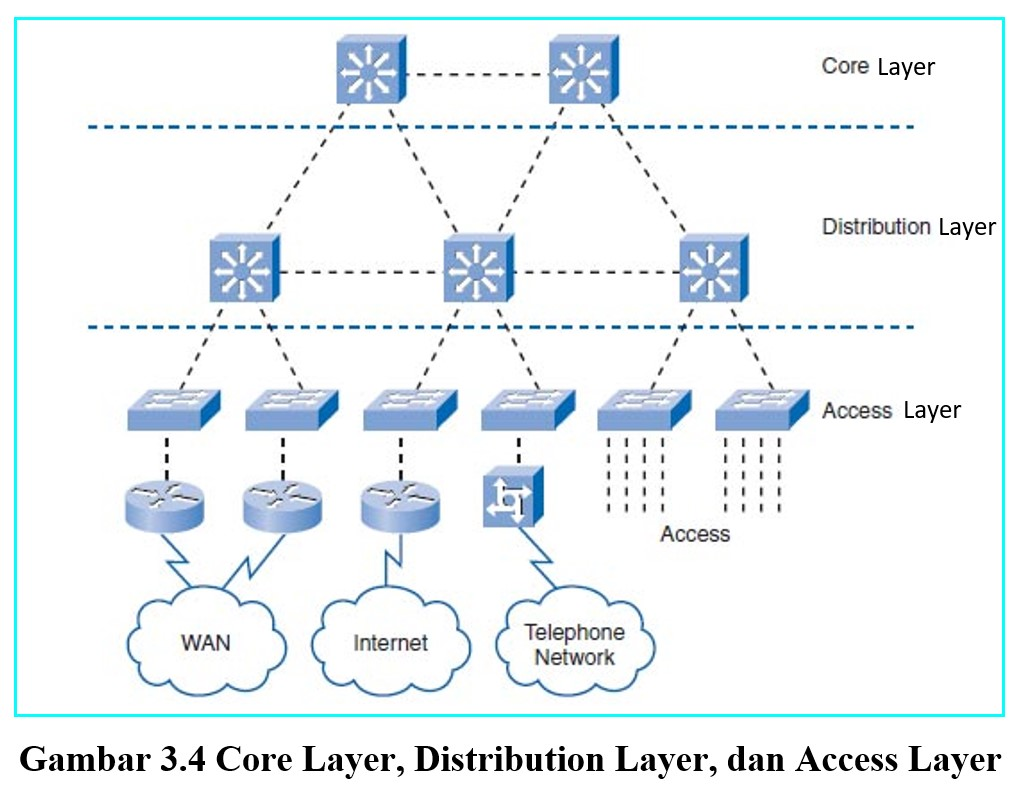 Core Layer
Distribution Layer
Access Layer
Access
WAN
Internet
Telephone
Network
Gambar 3.4 Core Layer, Distribution Layer, dan Access Layer